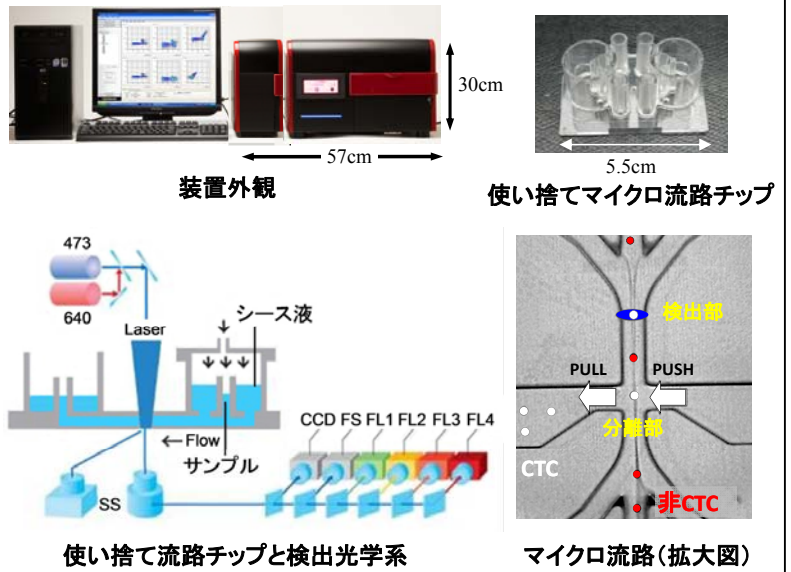 30cm
57cm
装置外観
5.5cm
使い捨てマイクロ流路チップ
473
640
Laser
シース液
Flow
サンプル
CCD FS FL1 FL2 FL3 FL4
SS
使い捨て流路チップと検出光学系
検出部
PULL
PUSH
分離部
CTC
非CTC
マイクロ流路(拡大図)